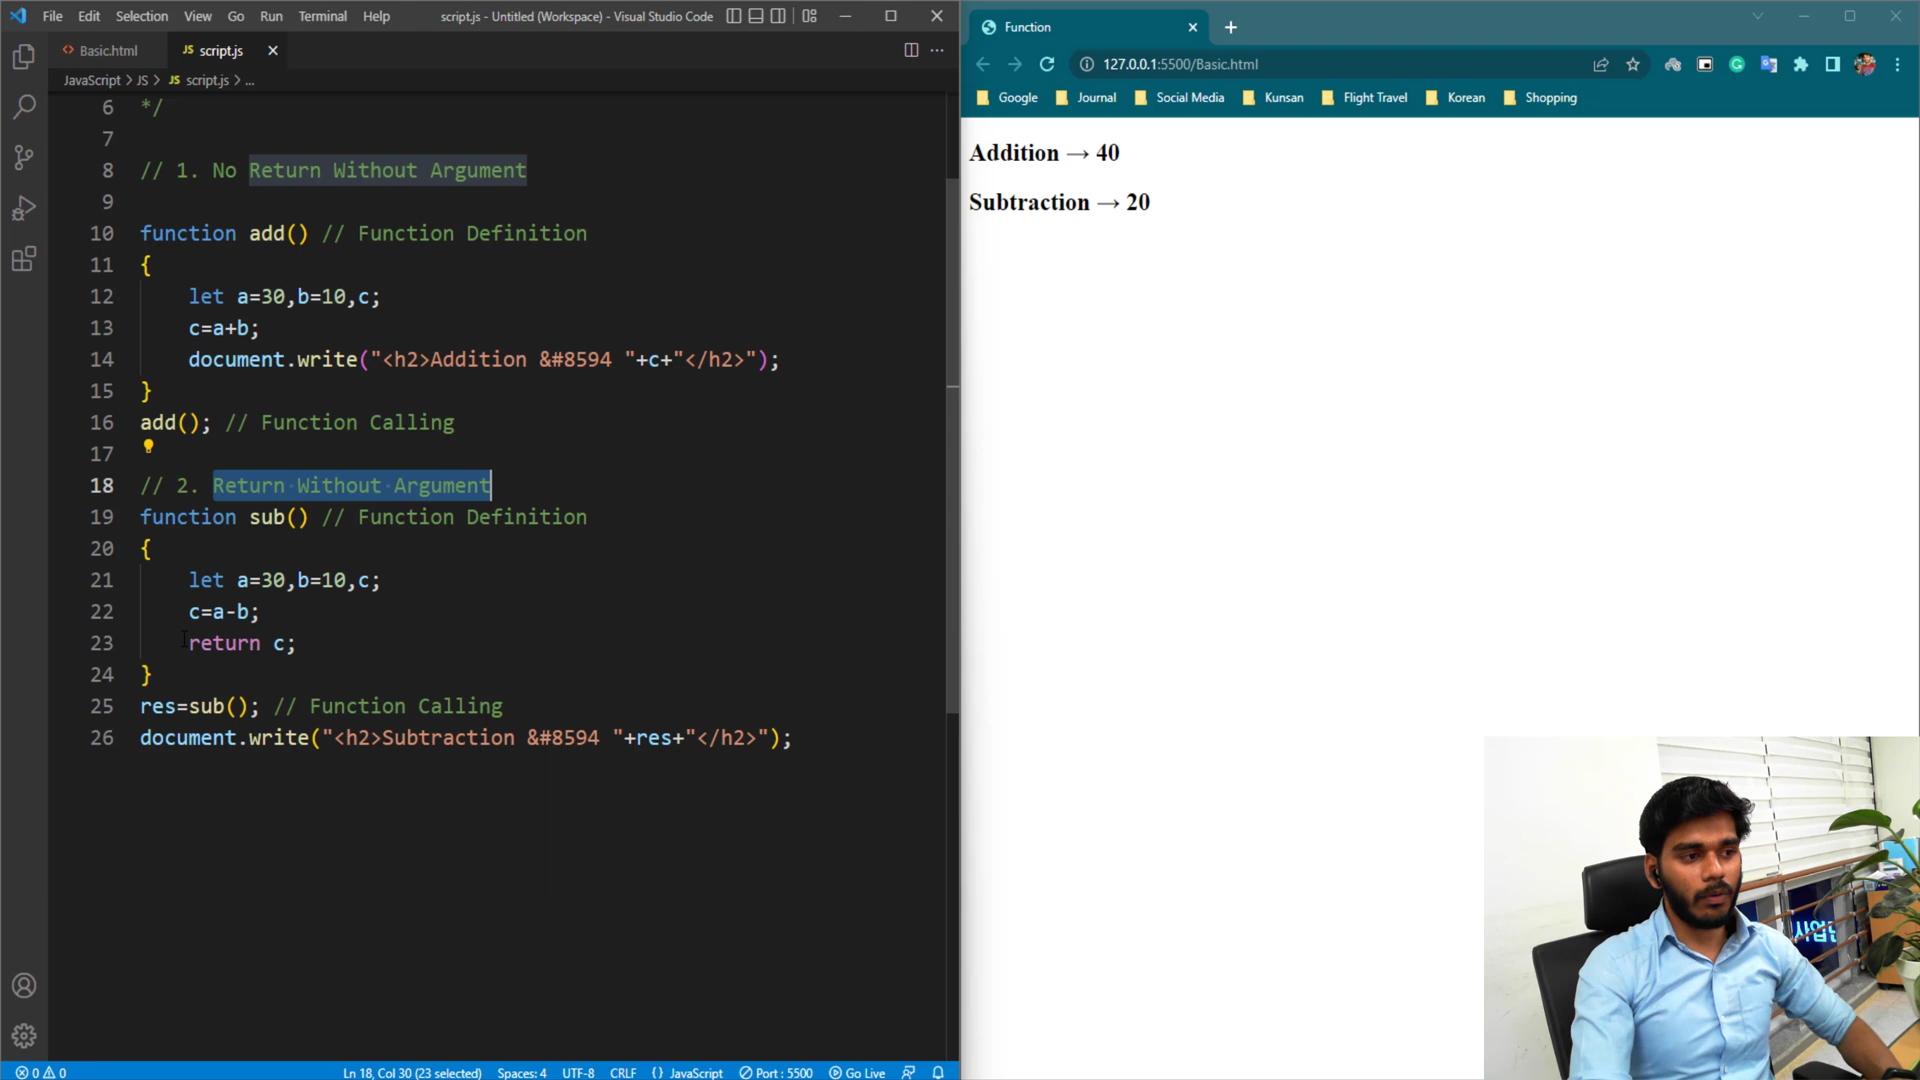 File Edit Selection View Go Run Terminal Help script.js - Untitled (Workspace) - Visual Studio Code
Basic.html JS script.js
JavaScript > JS > JS script.js > ...
6 */
7
8 // 1. No Return Without Argument
9
10 function add() // Function Definition
11 {
12 let a=30,b=10,c;
13 c=a+b;
14 document.write("<h2>Addition &#8594 "+c+"</h2>");
15 }
16 add(); // Function Calling
17
18 // 2. Return·Without·Argument
19 function sub() // Function Definition
20 {
21 let a=30,b=10,c;
22 c=a-b;
23 return c;
24 }
25 res=sub(); // Function Calling
26 document.write("<h2>Subtraction &#8594 "+res+"</h2>");
0 0 Ln 18, Col 30 (23 selected) Spaces: 4 UTF-8 CRLF {} JavaScript Port : 5500 Go Live
Function
127.0.0.1:5500/Basic.html
Google Journal Social Media Kunsan Flight Travel Korean Shopping
Addition → 40
Subtraction → 20